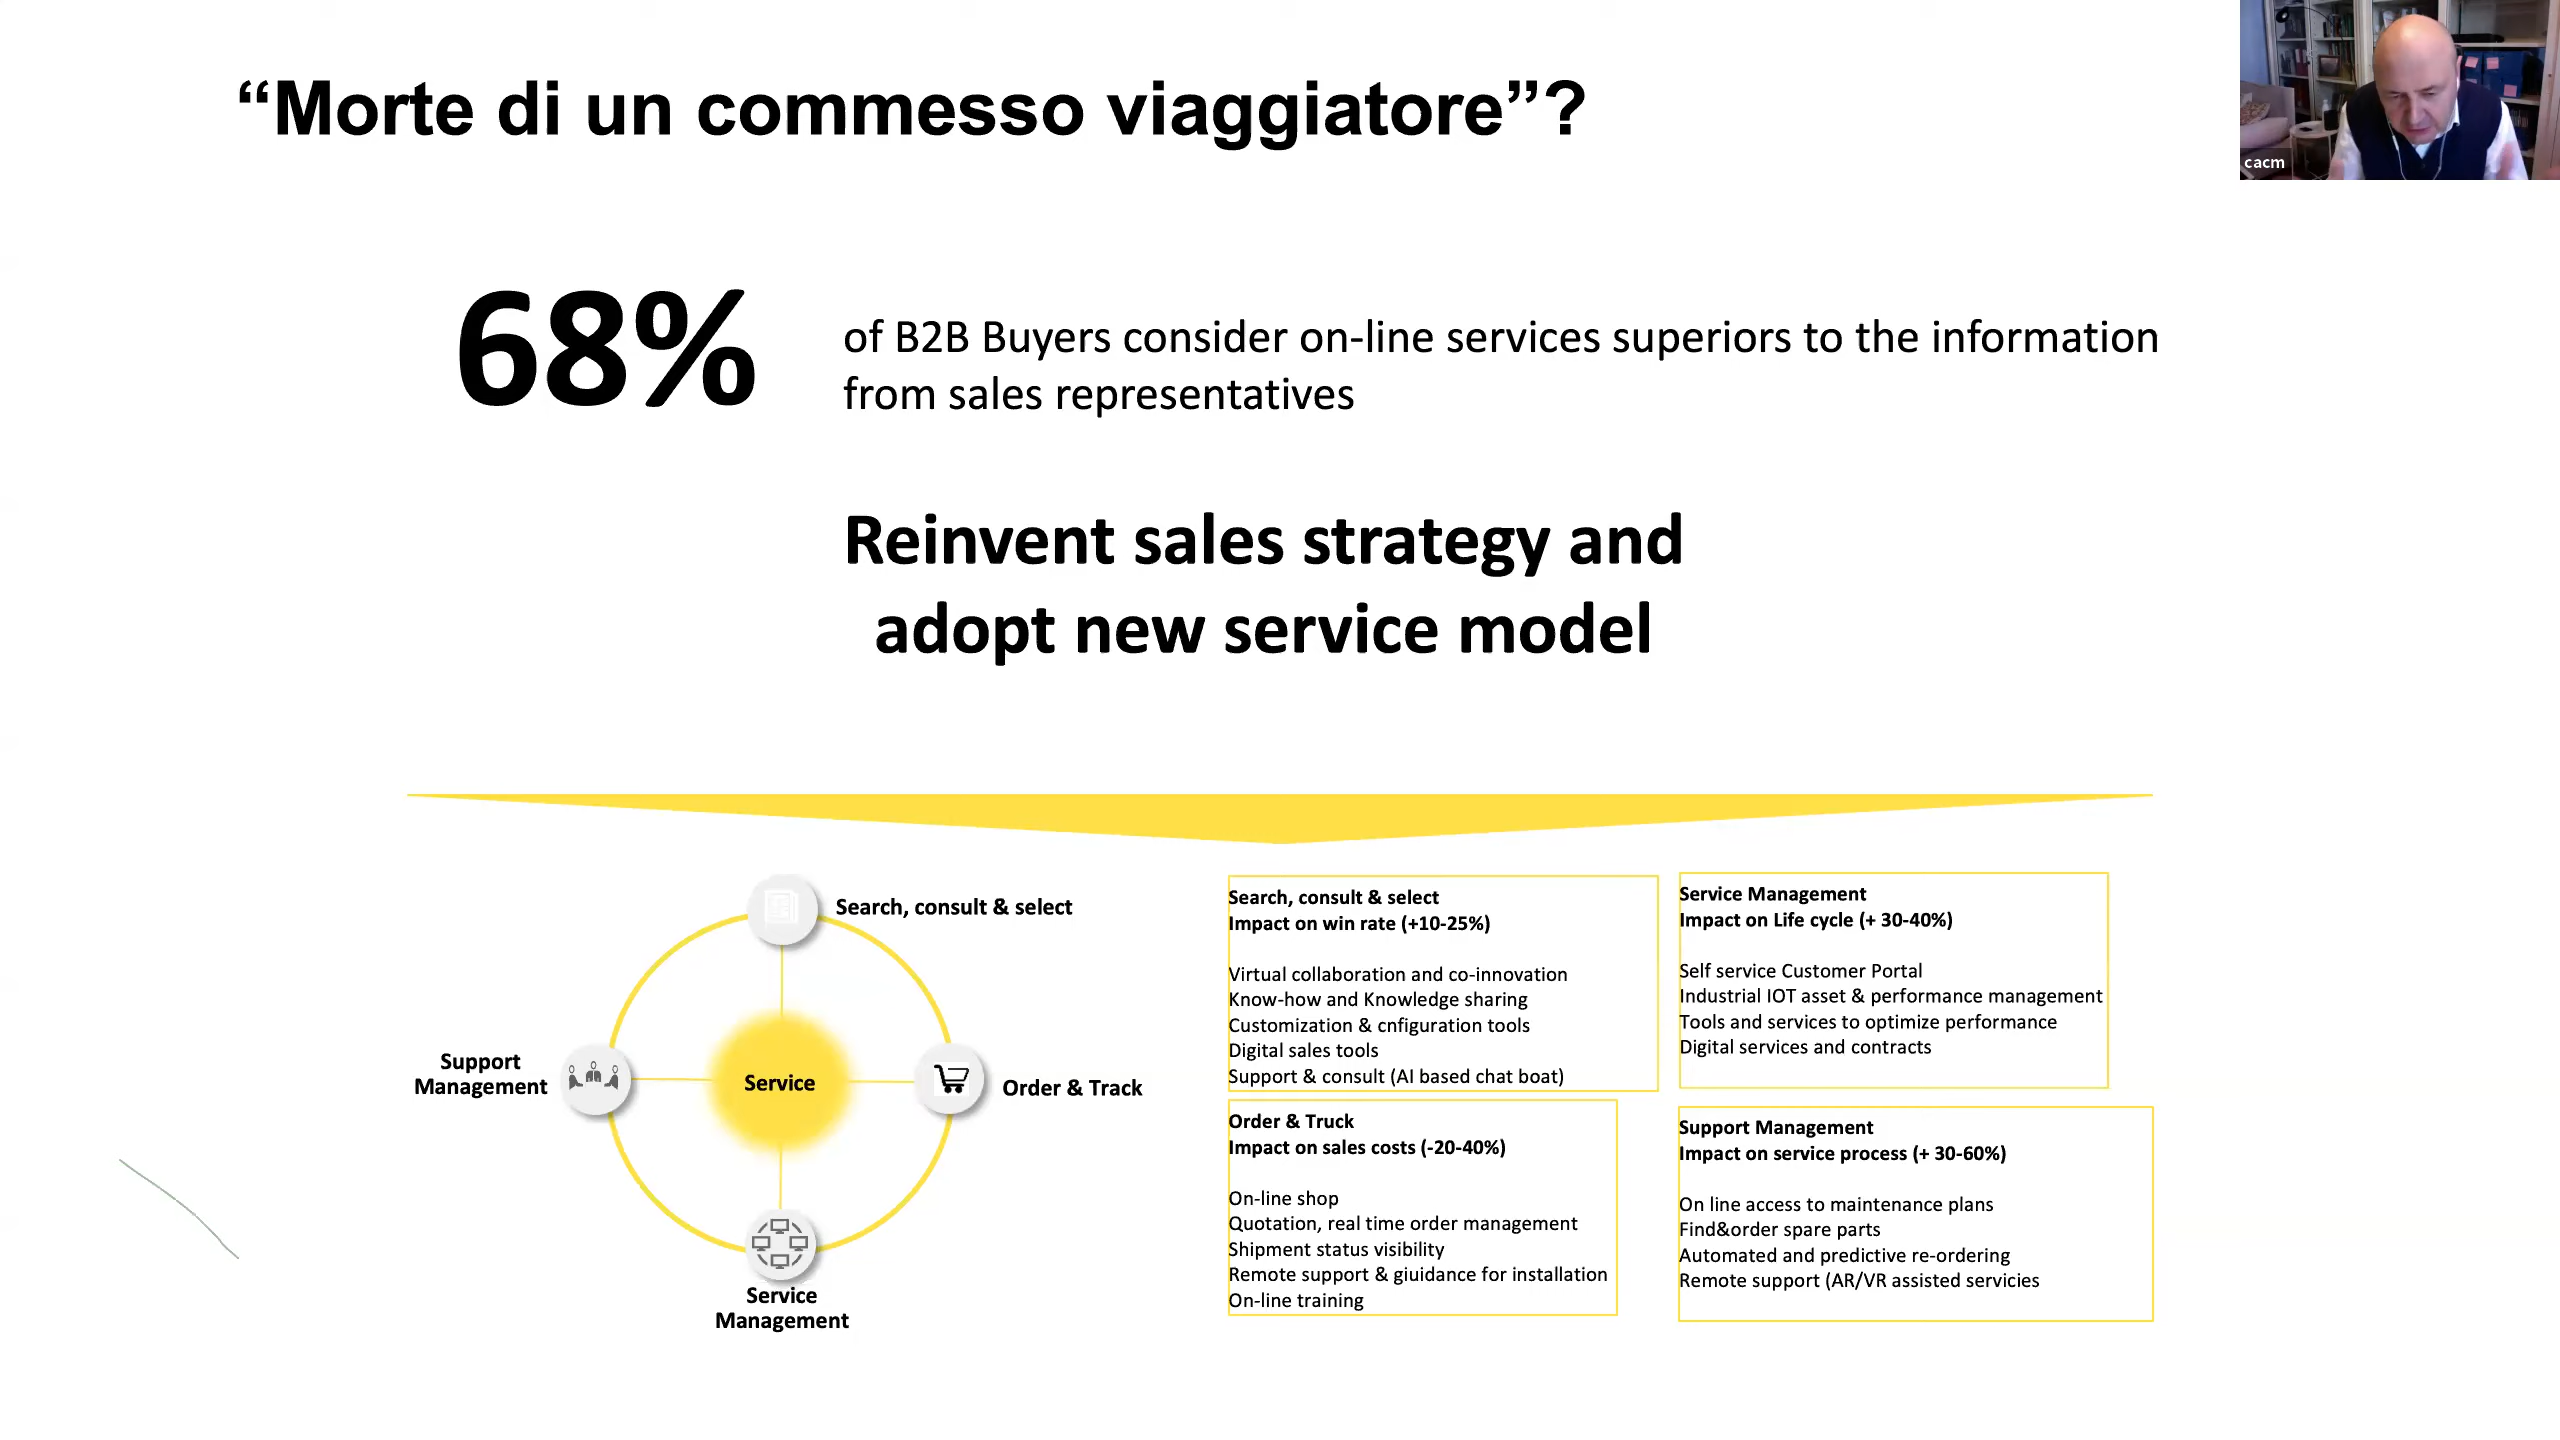 “Morte di un commesso viaggiatore”?
cacm
68%
of B2B Buyers consider on-line services superiors to the information
from sales representatives
Reinvent sales strategy and
adopt new service model
Search, consult & select
Support
Management
Service
Order & Track
Service
Management
Search, consult & select
Impact on win rate (+10-25%)
Virtual collaboration and co-innovation
Know-how and Knowledge sharing
Customization & cnfiguration tools
Digital sales tools
Support & consult (AI based chat boat)
Service Management
Impact on Life cycle (+ 30-40%)
Self service Customer Portal
Industrial IOT asset & performance management
Tools and services to optimize performance
Digital services and contracts
Order & Truck
Impact on sales costs (-20-40%)
On-line shop
Quotation, real time order management
Shipment status visibility
Remote support & giuidance for installation
On-line training
Support Management
Impact on service process (+ 30-60%)
On line access to maintenance plans
Find&order spare parts
Automated and predictive re-ordering
Remote support (AR/VR assisted servicies